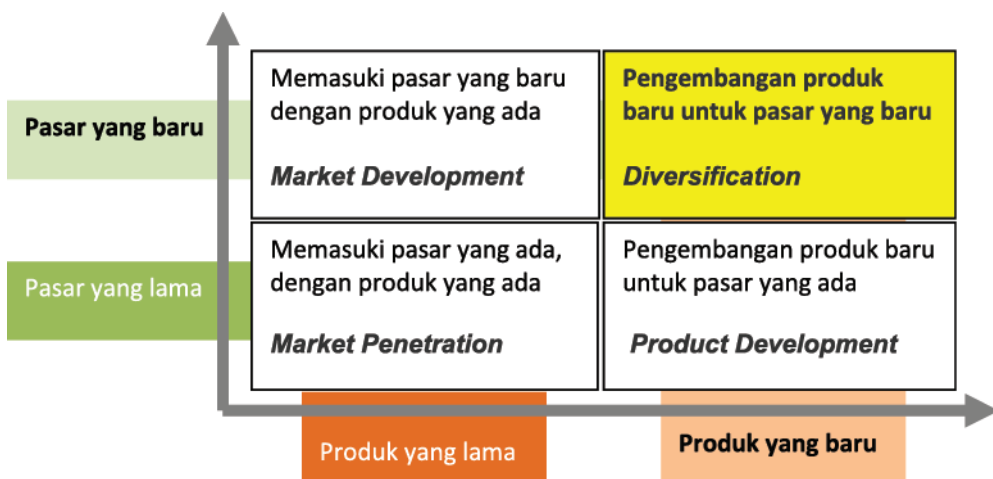 Pasar yang baru
Memasuki pasar yang baru
dengan produk yang ada
Market Development
Pengembangan produk
baru untuk pasar yang baru
Diversification
Pasar yang lama
Memasuki pasar yang ada,
dengan produk yang ada
Market Penetration
Pengembangan produk baru
untuk pasar yang ada
Product Development
Produk yang lama
Produk yang baru